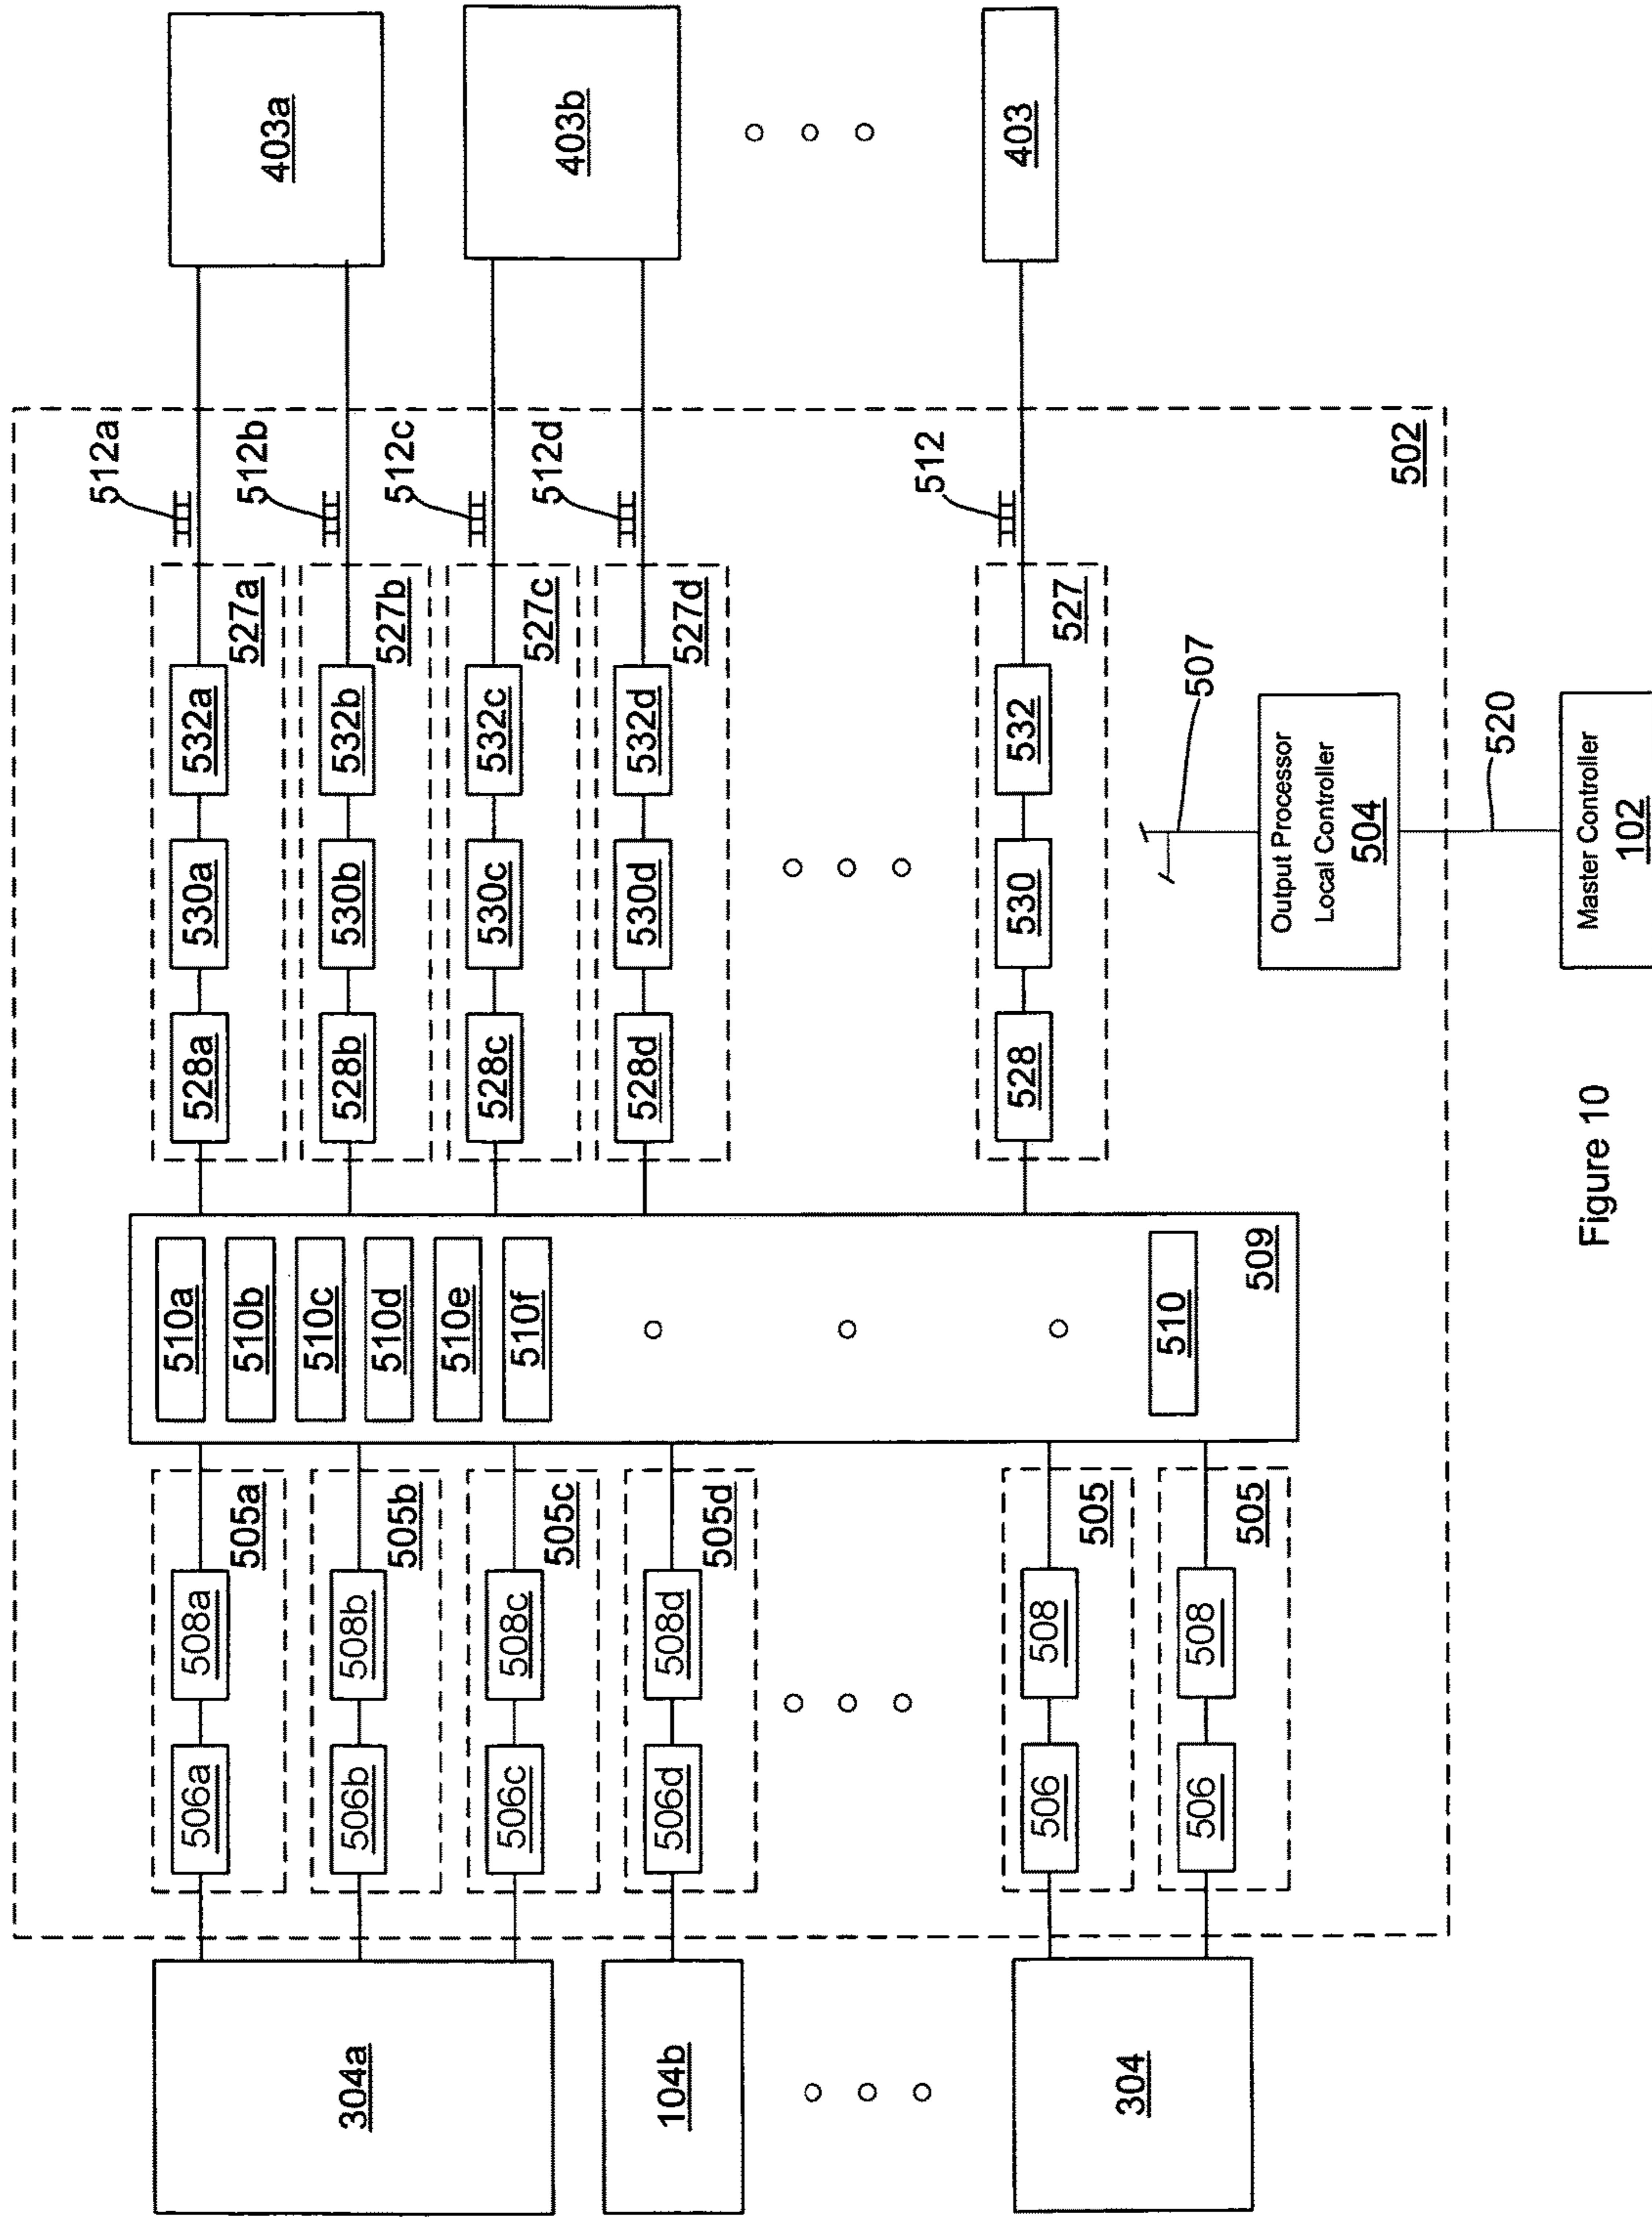 304a
104b
304
506a
508a
505a
506b
508b
505b
506c
508c
505c
506d
508d
505d
506
508
505
506
508
505
510a
510b
510c
510d
510e
510f
510
509
528a
530a
532a
527a
528b
530b
532b
527b
528c
530c
532c
527c
528d
530d
532d
527d
528
530
532
527
512a
512b
512c
512d
512
403a
403b
403
507
Output Processor
Local Controller
504
502
520
Master Controller
102
Figure 10